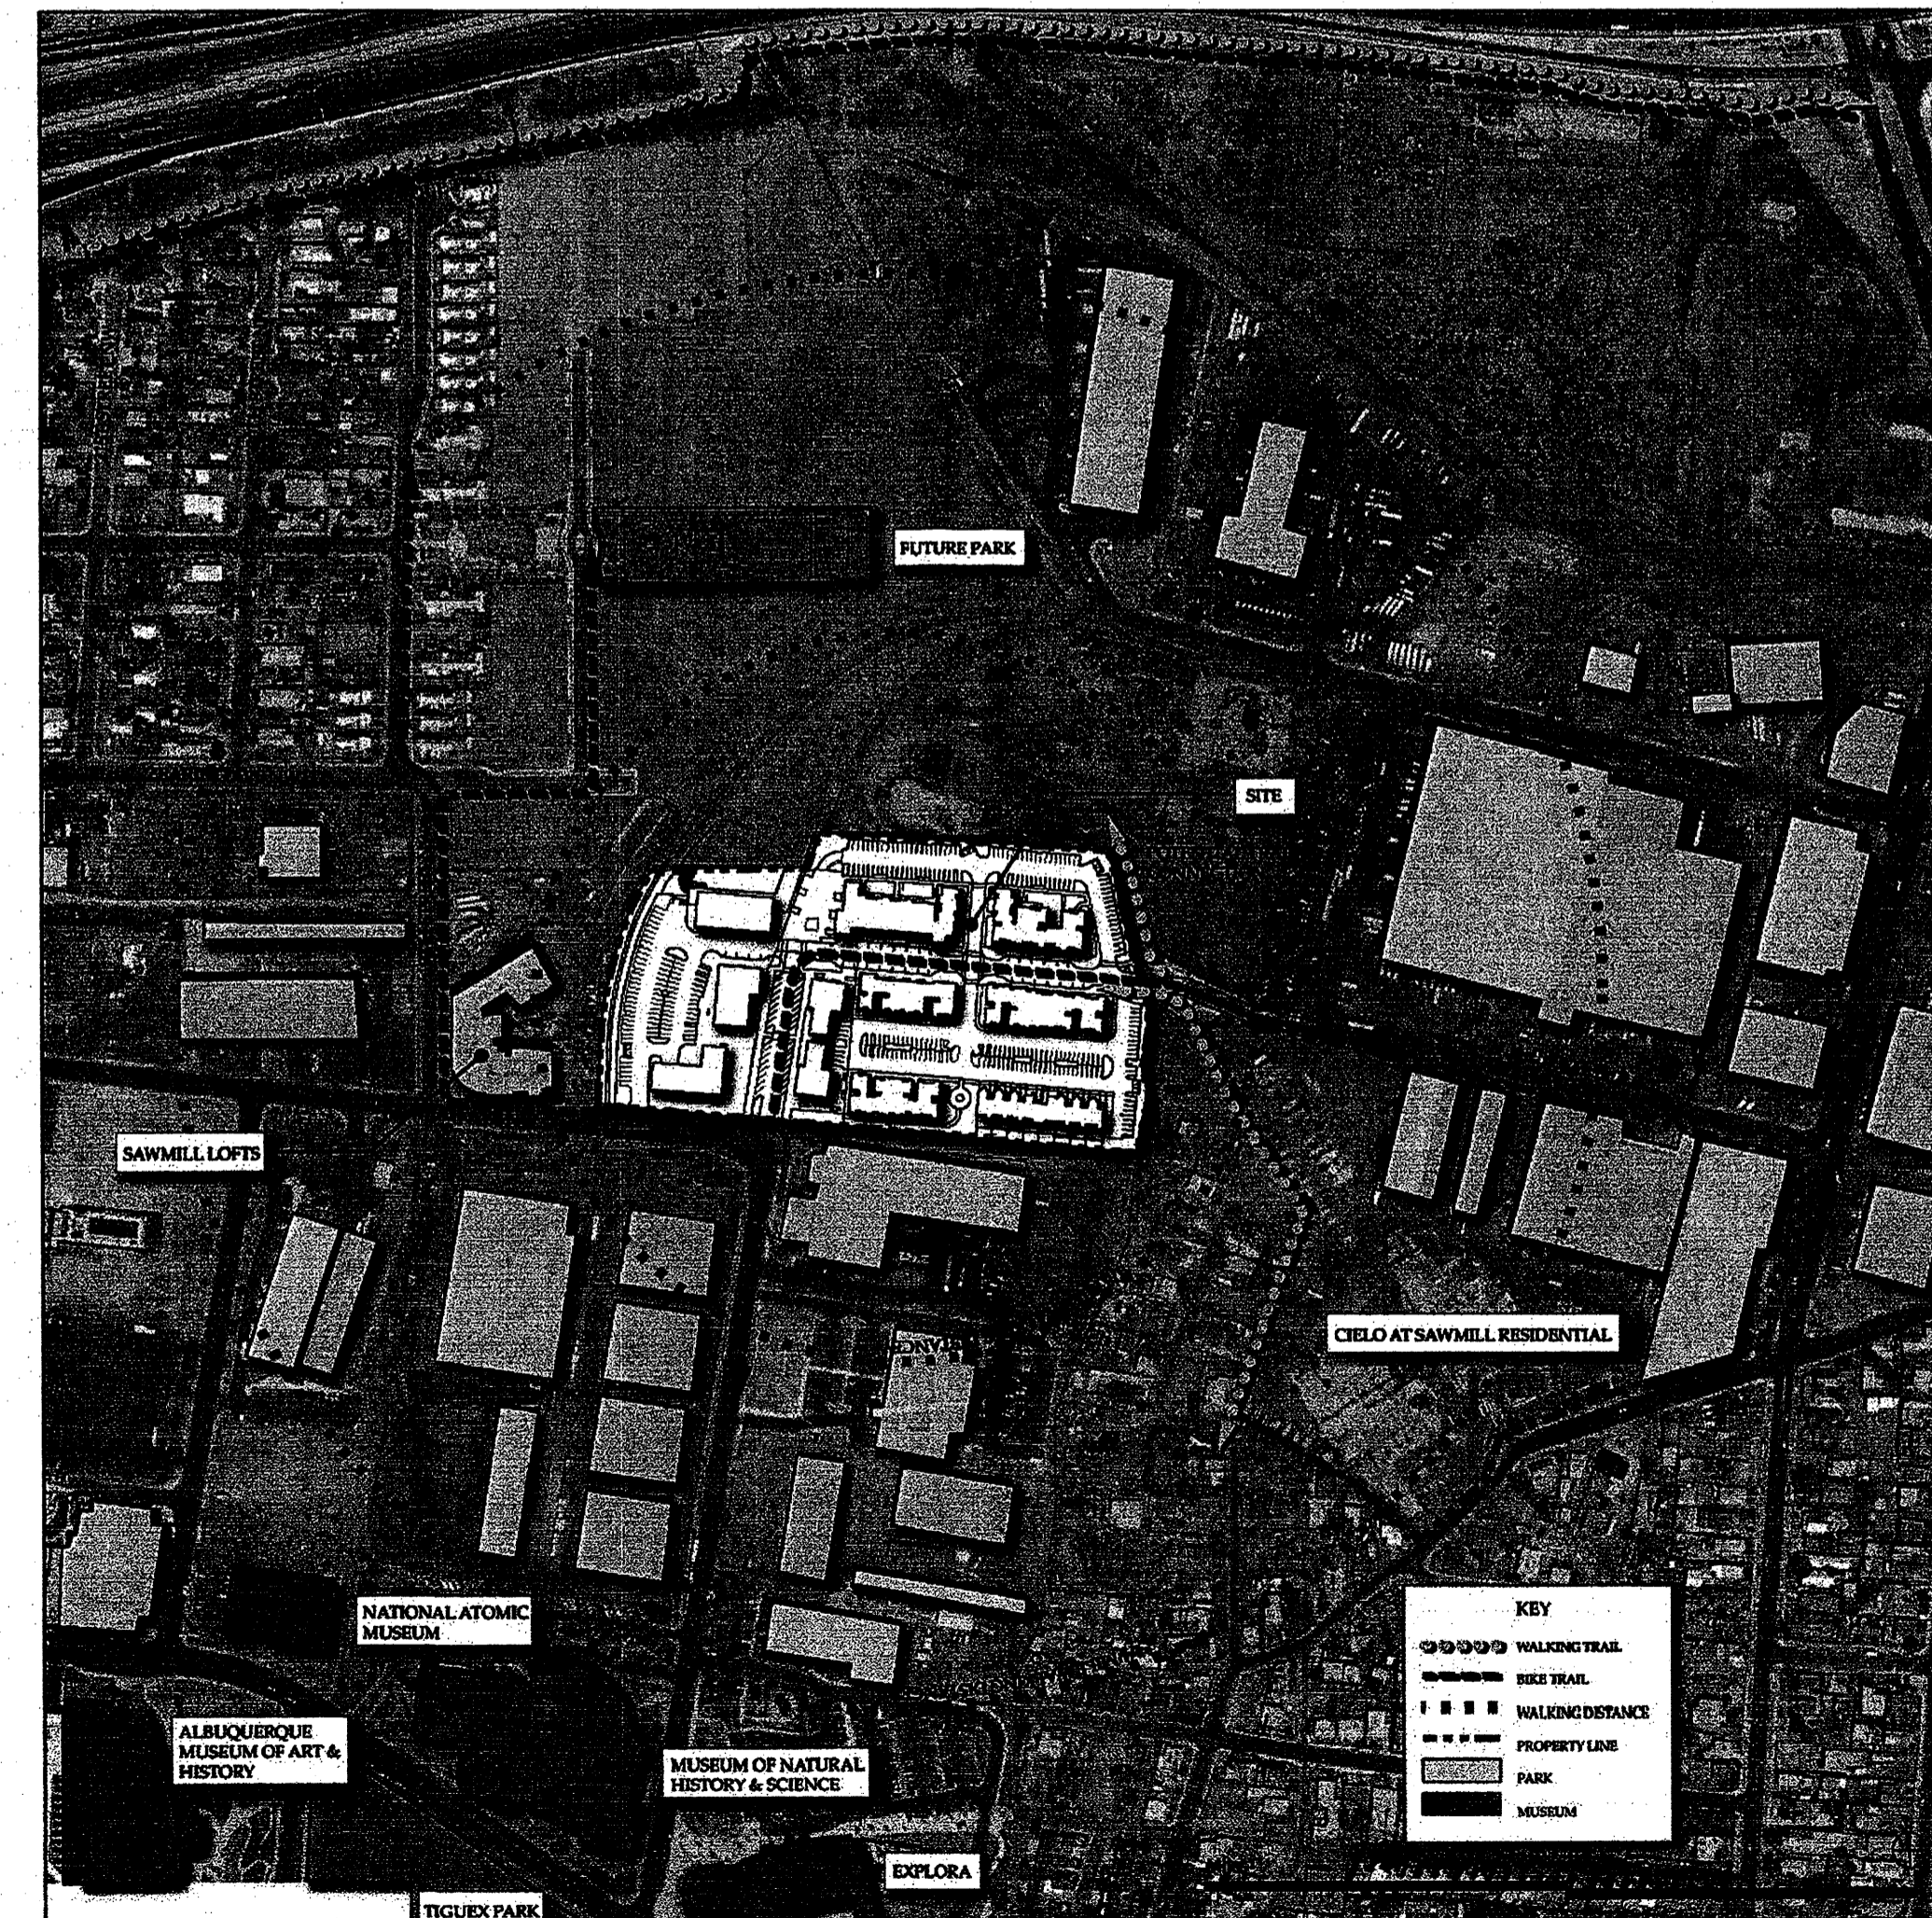 FUTURE PARK
SITE
SAWMILL LOFTS
CIELO AT SAWMILL RESIDENTIAL
NATIONAL ATOMIC
MUSEUM
KEY
WALKING TRAIL
BIKE TRAIL
WALKING DISTANCE
PROPERTY LINE
PARK
MUSEUM
ALBUQUERQUE
MUSEUM OF ART &
HISTORY
MUSEUM OF NATURAL
HISTORY & SCIENCE
EXPLORA
TIGUEX PARK